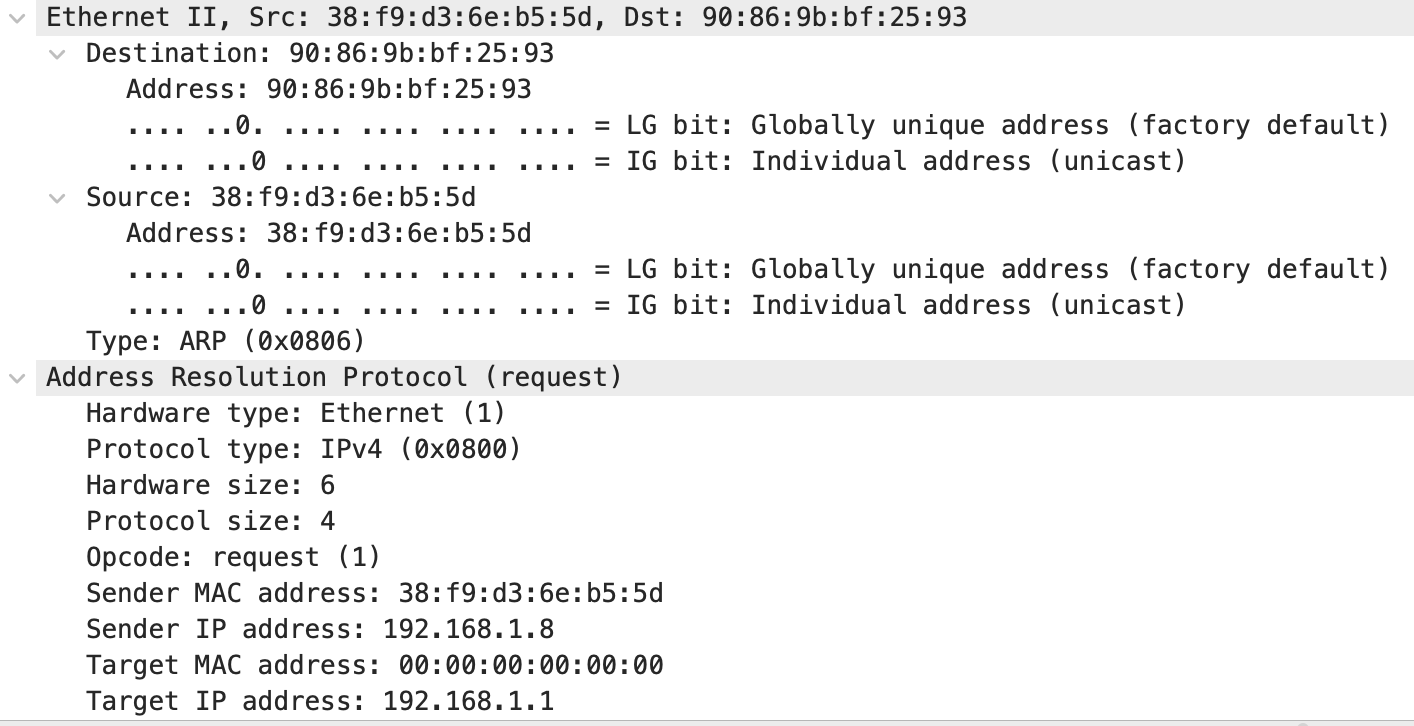 Ethernet II, Src: 38:f9:d3:6e:b5:5d, Dst: 90:86:9b:bf:25:93
Destination: 90:86:9b:bf:25:93
Address: 90:86:9b:bf:25:93
.... ..0. .... .... .... .... = LG bit: Globally unique address (factory default)
.... ...0 .... .... .... .... = IG bit: Individual address (unicast)
Source: 38:f9:d3:6e:b5:5d
Address: 38:f9:d3:6e:b5:5d
.... ..0. .... .... .... .... = LG bit: Globally unique address (factory default)
.... ...0 .... .... .... .... = IG bit: Individual address (unicast)
Type: ARP (0x0806)
Address Resolution Protocol (request)
Hardware type: Ethernet (1)
Protocol type: IPv4 (0x0800)
Hardware size: 6
Protocol size: 4
Opcode: request (1)
Sender MAC address: 38:f9:d3:6e:b5:5d
Sender IP address: 192.168.1.8
Target MAC address: 00:00:00:00:00:00
Target IP address: 192.168.1.1